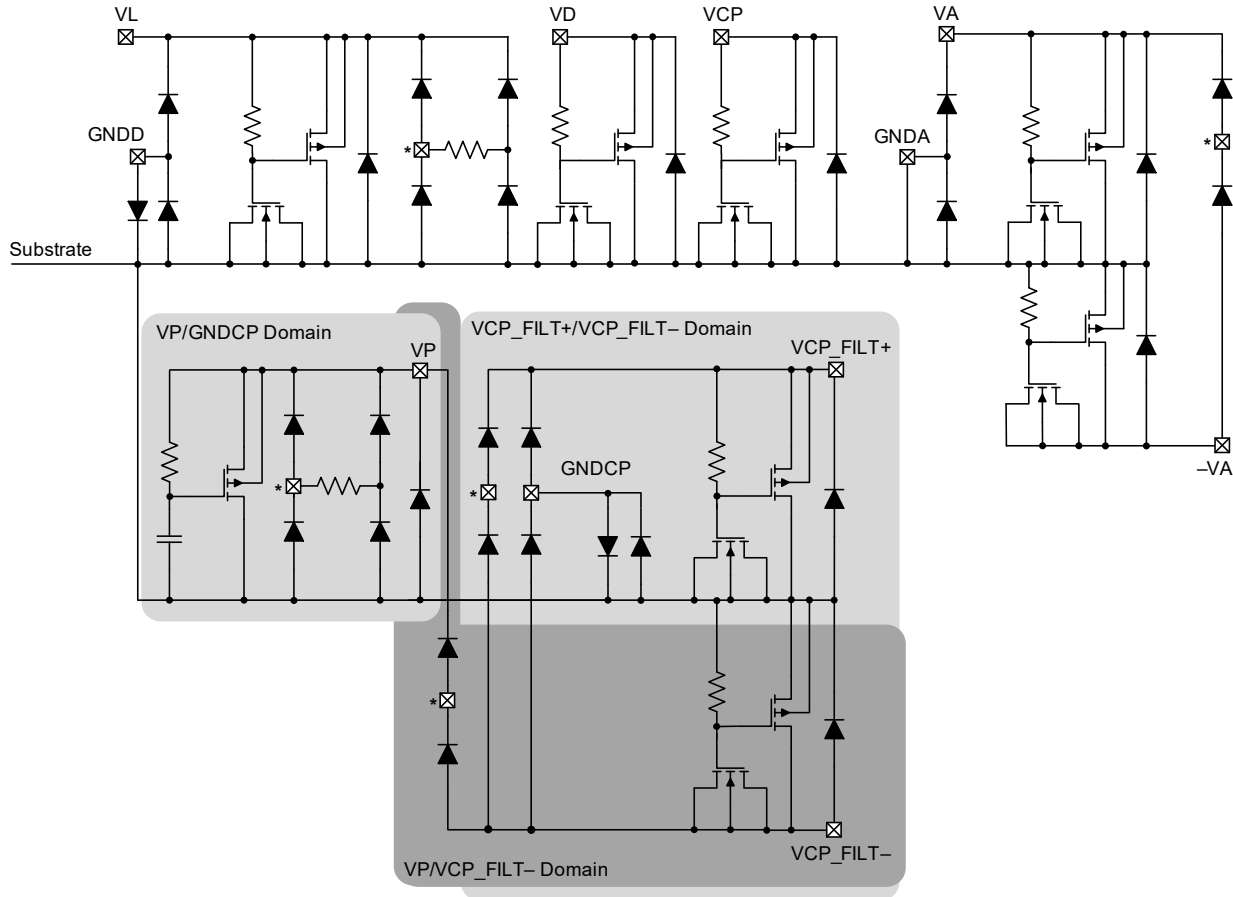 VL
VD
VCP
VA
GNDD
*
GNDA
*
Substrate
VP/GNDCP Domain
VCP_FILT+/VCP_FILT– Domain
VP
VCP_FILT+
GNDCP
*
*
–VA
*
VCP_FILT–
VP/VCP_FILT– Domain